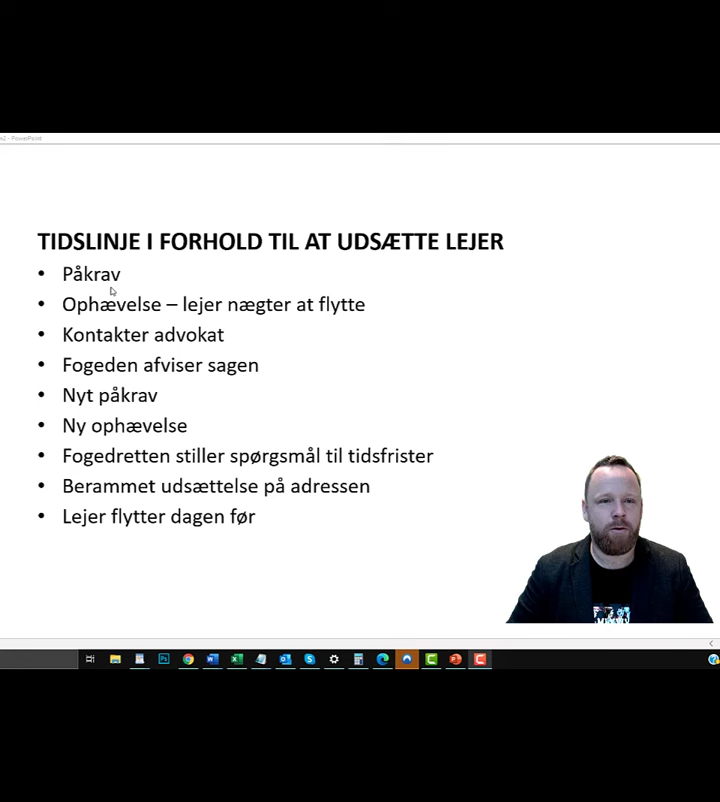 PowerPoint
TIDSLINJE I FORHOLD TIL AT UDSÆTTE LEJER
• Påkrav
• Ophævelse – lejer nægter at flytte
• Kontakter advokat
• Fogeden afviser sagen
• Nyt påkrav
• Ny ophævelse
• Fogedretten stiller spørgsmål til tidsfrister
• Berammet udsættelse på adressen
• Lejer flytter dagen før